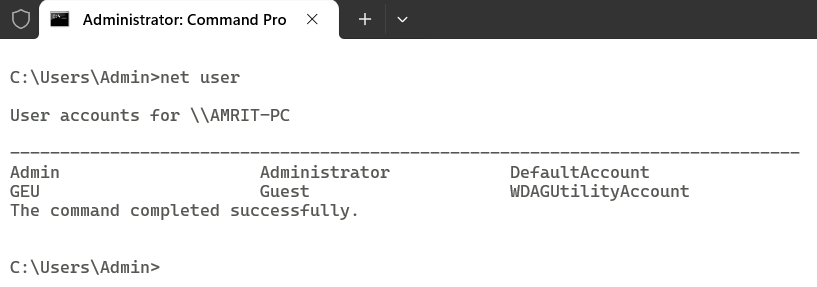 Administrator: Command Pro
C:\Users\Admin>net user
User accounts for \\AMRIT-PC
-------------------------------------------------------------------------------
Admin                    Administrator            DefaultAccount
GEU                      Guest                    WDAGUtilityAccount
The command completed successfully.
C:\Users\Admin>